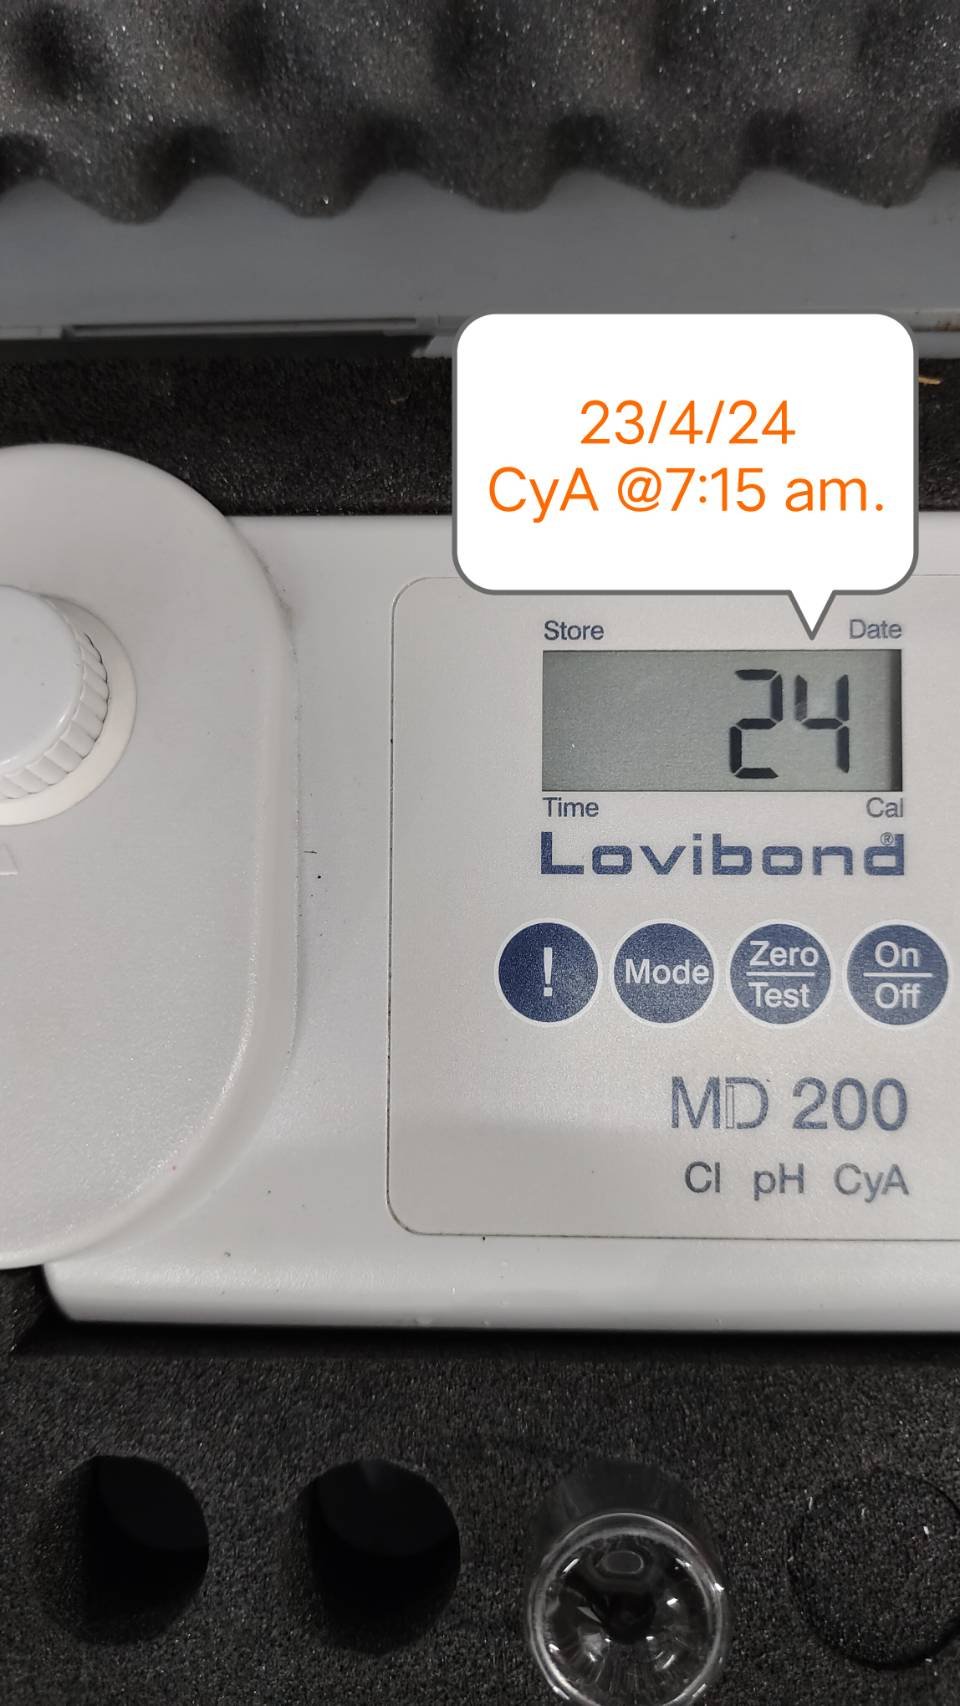 23/4/24
CyA @7:15 am.
Store Date
24
Time Cal
Lovibond®
! Mode Zero Test On Off
MD 200
Cl pH CyA